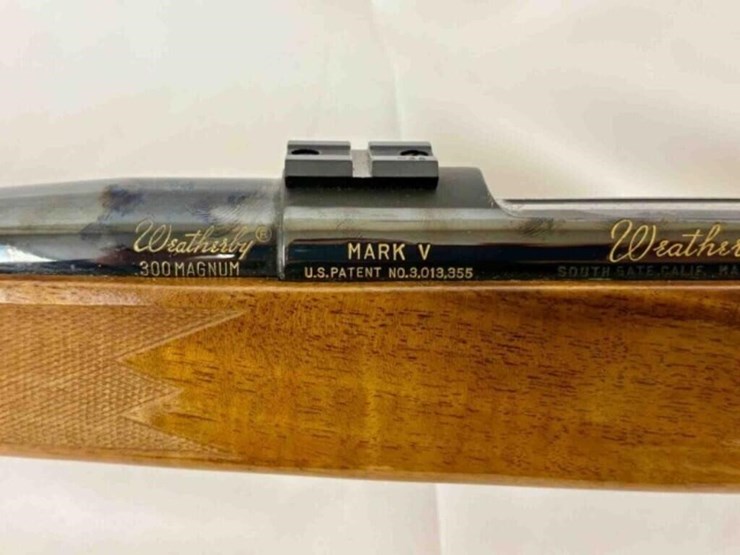 Weatherby®
.300 MAGNUM
MARK V
U.S. PATENT NO. 3,013,355
Weather
SOUTH GATE, CALIF.